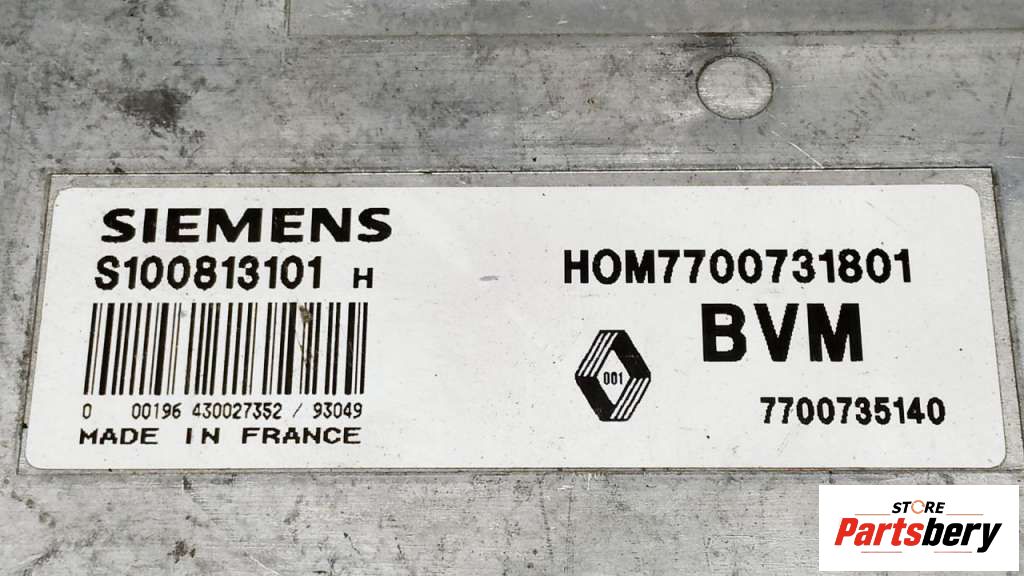 SIEMENS
S100813101 H
0 00196 430027352 / 93049
MADE IN FRANCE
HOM7700731801
BVM
001
7700735140
STORE
Partsbery